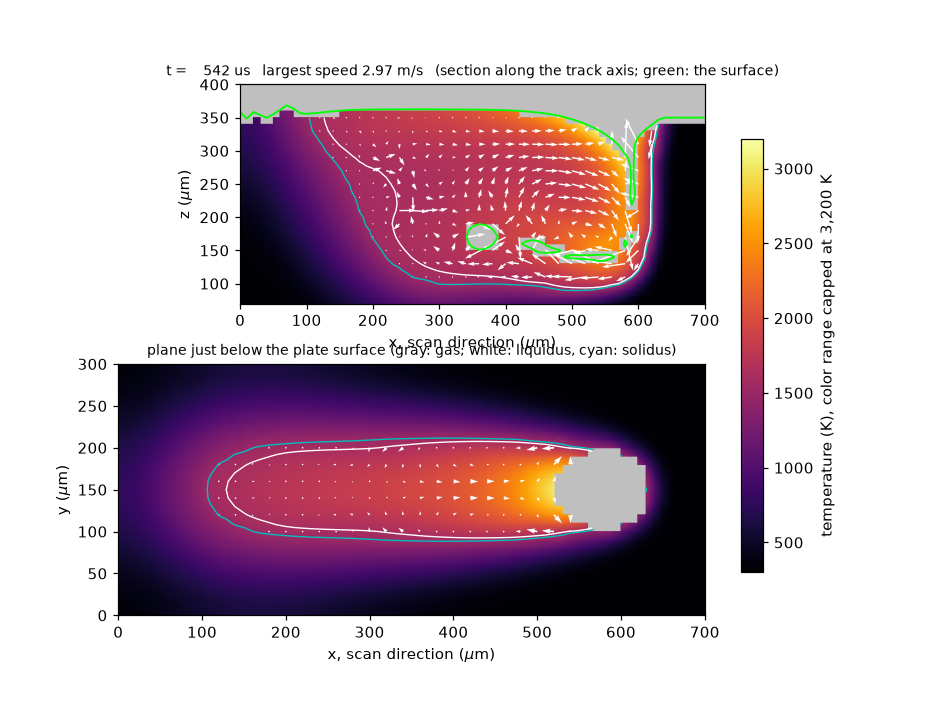 t =    542 us   largest speed 2.97 m/s   (section along the track axis; green: the surface)
400
350
300
250
200
150
100
z (μm)
0 100 200 300 400 500 600 700
x, scan direction (μm)
plane just below the plate surface (gray: gas; white: liquidus, cyan: solidus)
300
250
200
150
100
50
0
y (μm)
0 100 200 300 400 500 600 700
x, scan direction (μm)
3000
2500
2000
1500
1000
500
temperature (K), color range capped at 3,200 K